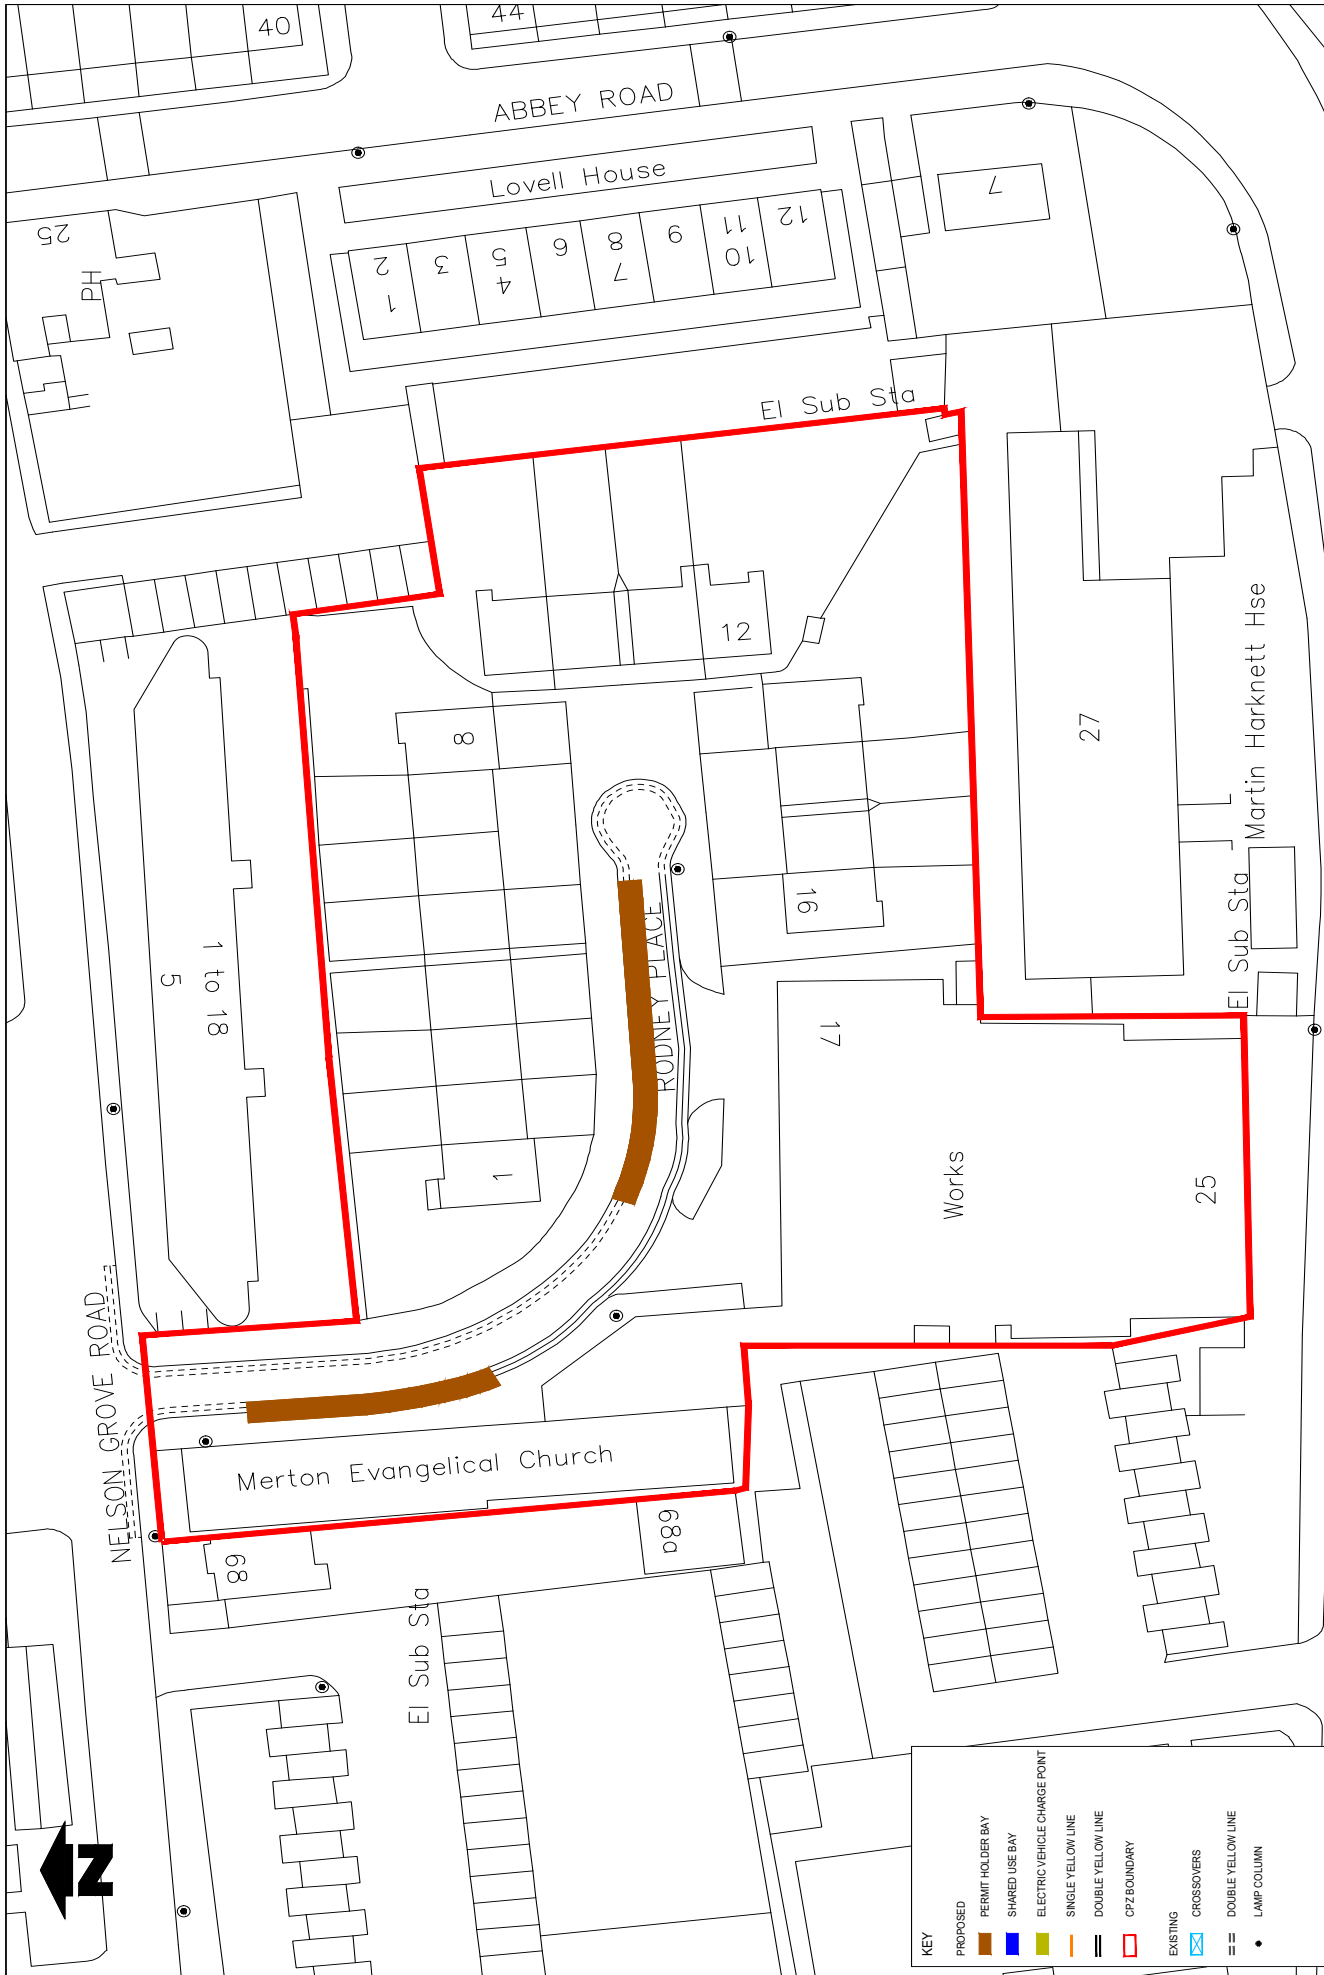 40
44
ABBEY ROAD
Lovell House
25
PH
1
2
3
4
5
6
7
8
9
10
11
12
7
El Sub Sta
12
8
27
Martin Harknett Hse
El Sub Sta
16
5
1 to 18
RODNEY PLACE
17
1
Works
25
NELSON GROVE ROAD
Merton Evangelical Church
68
68a
El Sub Sta
N
KEY
PROPOSED
PERMIT HOLDER BAY
SHARED USE BAY
ELECTRIC VEHICLE CHARGE POINT
SINGLE YELLOW LINE
DOUBLE YELLOW LINE
CPZ BOUNDARY
EXISTING
CROSSOVERS
DOUBLE YELLOW LINE
LAMP COLUMN